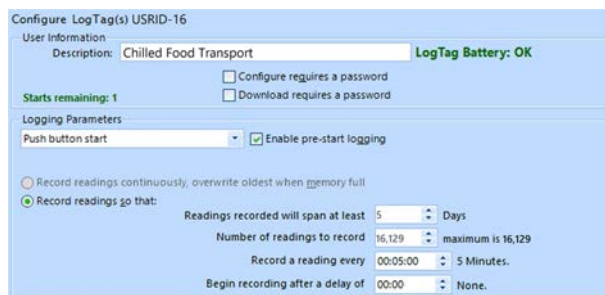 Configure LogTag(s) USRID-16
User Information
Description: Chilled Food Transport LogTag Battery: OK
Configure requires a password
Starts remaining: 1 Download requires a password
Logging Parameters
Push button start Enable pre-start logging
Record readings continuously, overwrite oldest when memory full
Record readings so that:
Readings recorded will span at least 5 Days
Number of readings to record 16,129 maximum is 16,129
Record a reading every 00:05:00 5 Minutes.
Begin recording after a delay of 00:00 None.